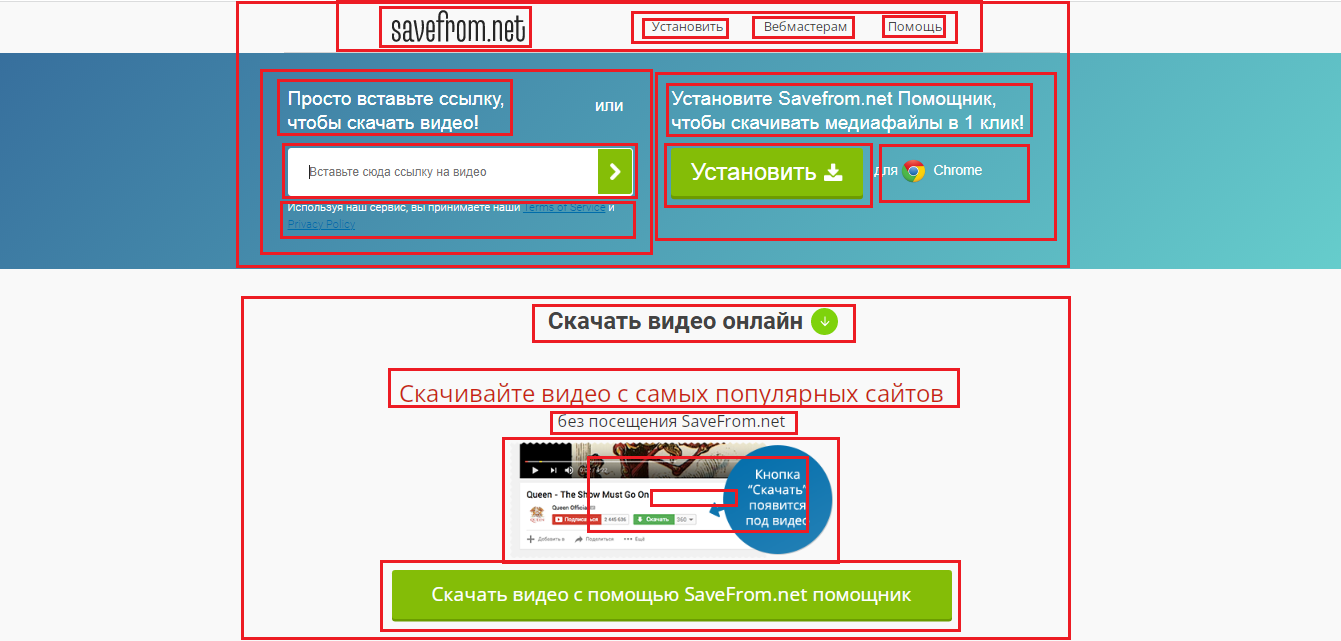 savefrom.net
Установить Вебмастерам Помощь
Просто вставьте ссылку,
чтобы скачать видео!
или
Установите Savefrom.net Помощник,
чтобы скачивать медиафайлы в 1 клик!
Вставьте сюда ссылку на видео
Установить
для Chrome
Используя наш сервис, вы принимаете наши Terms of Service и
Privacy Policy
Скачать видео онлайн
Скачивайте видео с самых популярных сайтов
без посещения SaveFrom.net
Queen - The Show Must Go On
Queen Official
Подписаться
Скачать 360
Добавить в Поделиться Ещё
Кнопка
“Скачать”
появится
под видео
Скачать видео с помощью SaveFrom.net помощник